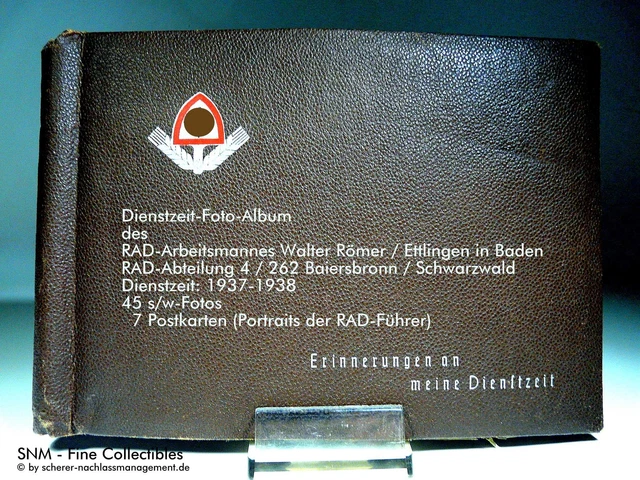 Dienstzeit-Foto-Album
des
RAD-Arbeitsmannes Walter Römer / Ettlingen in Baden
RAD-Abteilung 4 / 262 Baiersbronn / Schwarzwald
Dienstzeit: 1937-1938
45 s/w-Fotos
7 Postkarten (Portraits der RAD-Führer)
Erinnerungen an
meine Dienſtzeit
SNM - Fine Collectibles
© by scherer-nachlassmanagement.de